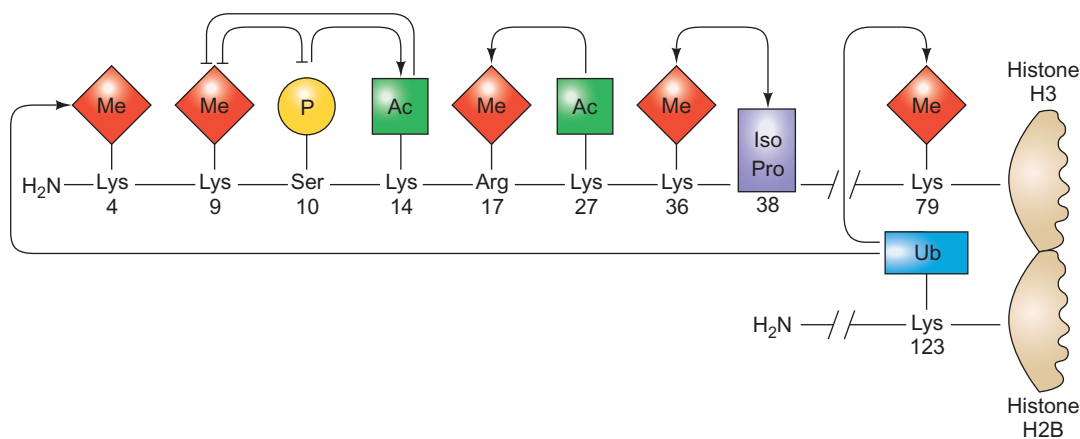 Histone
H3
Me Me P Ac Me Ac Me Iso Pro Me
H₂N Lys Lys Ser Lys Arg Lys Lys Lys
4 9 10 14 17 27 36 38 79
Ub
H₂N Lys
123
Histone
H2B